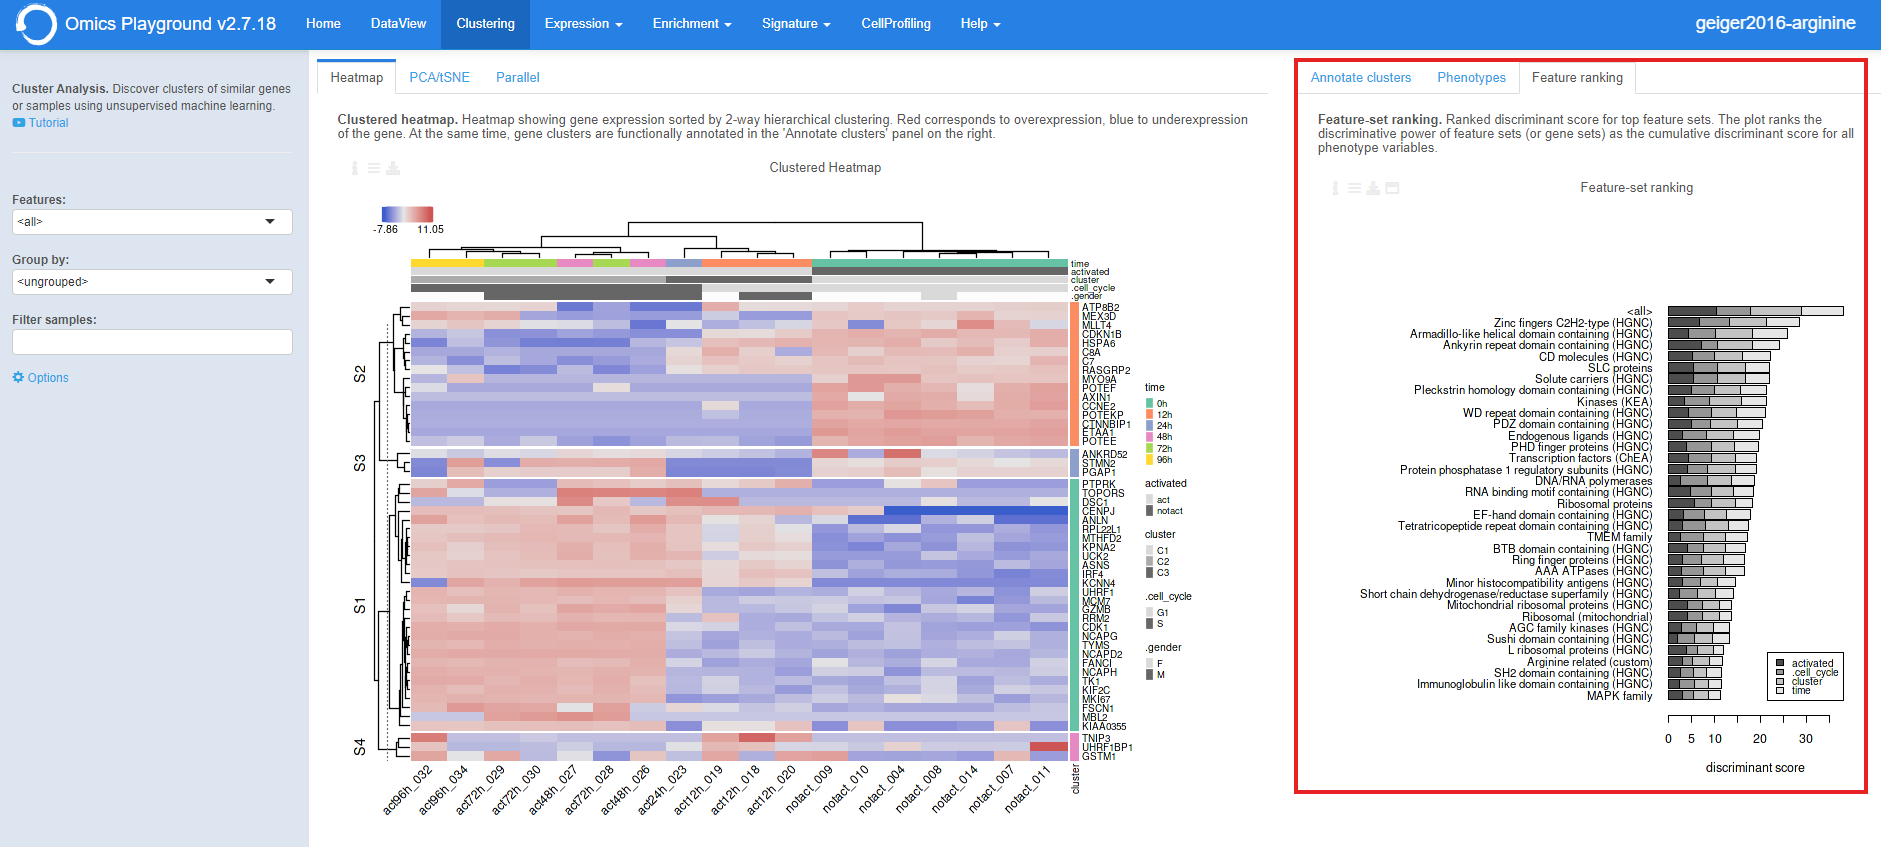 Omics Playground v2.7.18
Home
DataView
Clustering
Expression
Enrichment
Signature
CellProfiling
Help
geiger2016-arginine
Cluster Analysis. Discover clusters of similar genes
or samples using unsupervised machine learning.
Tutorial
Features:
<all>
Group by:
<ungrouped>
Filter samples:
Options
Heatmap
PCA/tSNE
Parallel
Clustered heatmap. Heatmap showing gene expression sorted by 2-way hierarchical clustering. Red corresponds to overexpression, blue to underexpression
of the gene. At the same time, gene clusters are functionally annotated in the 'Annotate clusters' panel on the right.
Clustered Heatmap
-7.86
11.05
time
activated
cluster
.cell_cycle
.gender
S2
ATP8B2
MEX3D
MLLT4
CDKN1B
HSPA6
C8A
C7
RASGRP2
MYO9A
POTEF
AXIN1
CCNE2
POTEKP
CTNNBIP1
ETAA1
POTEE
S3
ANKRD52
STMN2
PGAP1
S1
PTPRK
TOPORS
DSC1
CENPJ
ANLN
RPL22L1
MTHFD2
KPNA2
UCK2
ASNS
IRF4
KCNN4
UHRF1
MCM7
GZMB
RRM2
CDK1
NCAPG
TYMS
NCAPD2
FANCI
NCAPH
TK1
KIF2C
MKI67
FSCN1
MBL2
KIAA0355
S4
TNIP3
UHRF1BP1
GSTM1
act96h_032
act96h_034
act72h_029
act72h_030
act48h_027
act72h_028
act48h_026
act24h_023
act12h_019
act12h_018
act12h_020
notact_009
notact_010
notact_004
notact_008
notact_014
notact_007
notact_011
cluster
time
0h
12h
24h
48h
72h
96h
activated
act
notact
cluster
C1
C2
C3
.cell_cycle
G1
S
.gender
F
M
Annotate clusters
Phenotypes
Feature ranking
Feature-set ranking. Ranked discriminant score for top feature sets. The plot ranks the
discriminative power of feature sets (or gene sets) as the cumulative discriminant score for all
phenotype variables.
Feature-set ranking
<all>
Zinc fingers C2H2-type (HGNC)
Armadillo-like helical domain containing (HGNC)
Ankyrin repeat domain containing (HGNC)
CD molecules (HGNC)
SLC proteins
Solute carriers (HGNC)
Pleckstrin homology domain containing (HGNC)
Kinases (KEA)
WD repeat domain containing (HGNC)
PDZ domain containing (HGNC)
Endogenous ligands (HGNC)
PHD finger proteins (HGNC)
Transcription factors (ChEA)
Protein phosphatase 1 regulatory subunits (HGNC)
DNA/RNA polymerases
RNA binding motif containing (HGNC)
Ribosomal proteins
EF-hand domain containing (HGNC)
Tetratricopeptide repeat domain containing (HGNC)
TMEM family
BTB domain containing (HGNC)
Ring finger proteins (HGNC)
AAA ATPases (HGNC)
Minor histocompatibility antigens (HGNC)
Short chain dehydrogenase/reductase superfamily (HGNC)
Mitochondrial ribosomal proteins (HGNC)
Ribosomal (mitochondrial)
AGC family kinases (HGNC)
Sushi domain containing (HGNC)
L ribosomal proteins (HGNC)
Arginine related (custom)
SH2 domain containing (HGNC)
Immunoglobulin like domain containing (HGNC)
MAPK family
activated
.cell_cycle
cluster
time
0 5 10 30
discriminant score